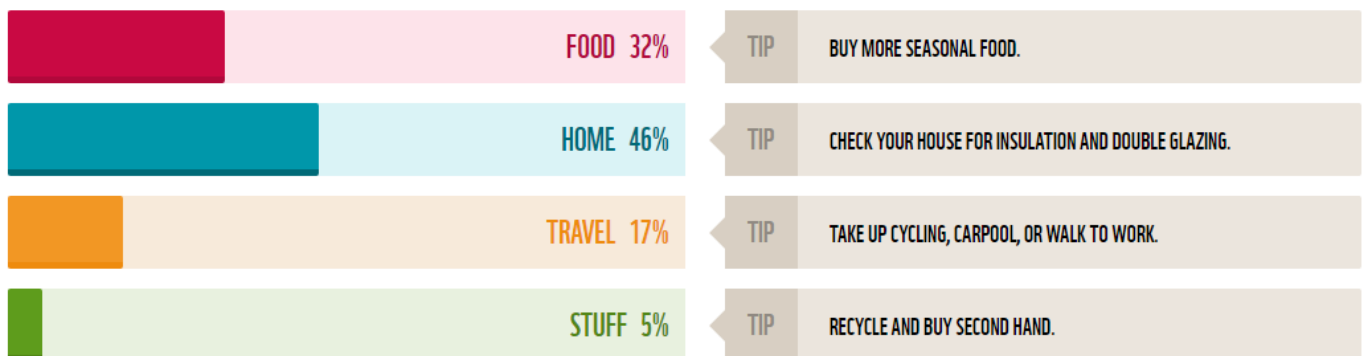 FOOD 32% TIP BUY MORE SEASONAL FOOD.
HOME 46% TIP CHECK YOUR HOUSE FOR INSULATION AND DOUBLE GLAZING.
TRAVEL 17% TIP TAKE UP CYCLING, CARPOOL, OR WALK TO WORK.
STUFF 5% TIP RECYCLE AND BUY SECOND HAND.